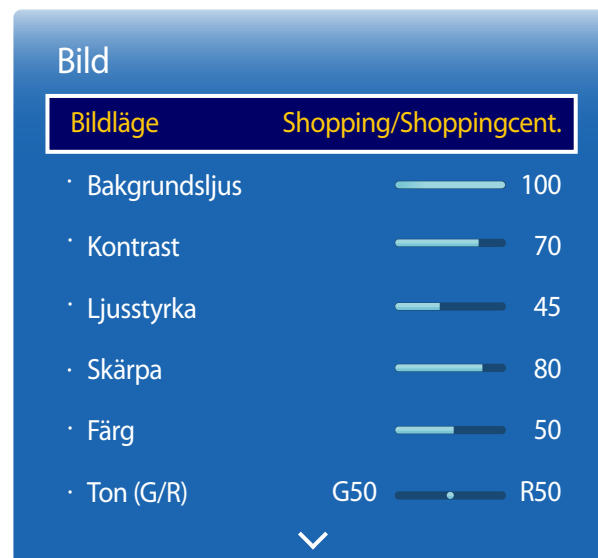 Bild
Bildläge Shopping/Shoppingcent.
· Bakgrundsljus 100
· Kontrast 70
· Ljusstyrka 45
· Skärpa 80
· Färg 50
· Ton (G/R) G50 R50